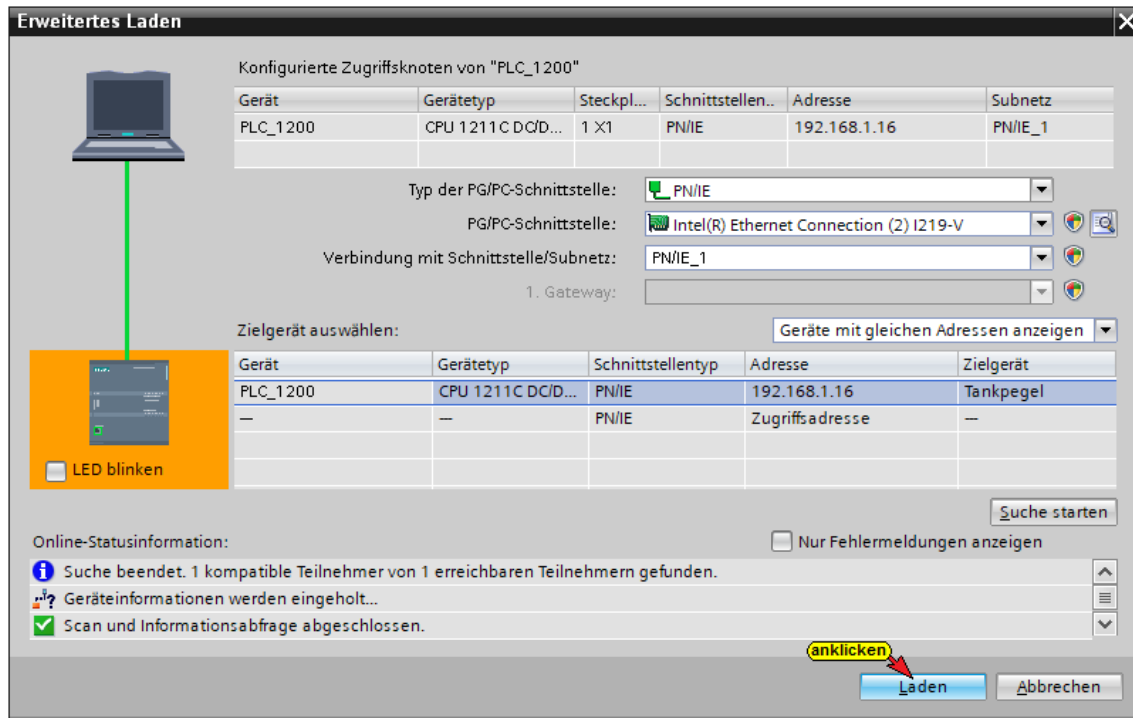 Erweitertes Laden
Konfigurierte Zugriffsknoten von "PLC_1200"
Gerät Gerätetyp Steckpl... Schnittstellen.. Adresse Subnetz
PLC_1200 CPU 1211C DC/D... 1 X1 PN/IE 192.168.1.16 PN/IE_1
Typ der PG/PC-Schnittstelle: PN/IE
PG/PC-Schnittstelle: Intel(R) Ethernet Connection (2) I219-V
Verbindung mit Schnittstelle/Subnetz: PN/IE_1
1. Gateway:
Zielgerät auswählen: Geräte mit gleichen Adressen anzeigen
Gerät Gerätetyp Schnittstellentyp Adresse Zielgerät
PLC_1200 CPU 1211C DC/D... PN/IE 192.168.1.16 Tankpegel
— — PN/IE Zugriffsadresse —
LED blinken
Suche starten
Online-Statusinformation: Nur Fehlermeldungen anzeigen
Suche beendet. 1 kompatible Teilnehmer von 1 erreichbaren Teilnehmern gefunden.
Geräteinformationen werden eingeholt...
Scan und Informationsabfrage abgeschlossen.
anklicken
Laden Abbrechen